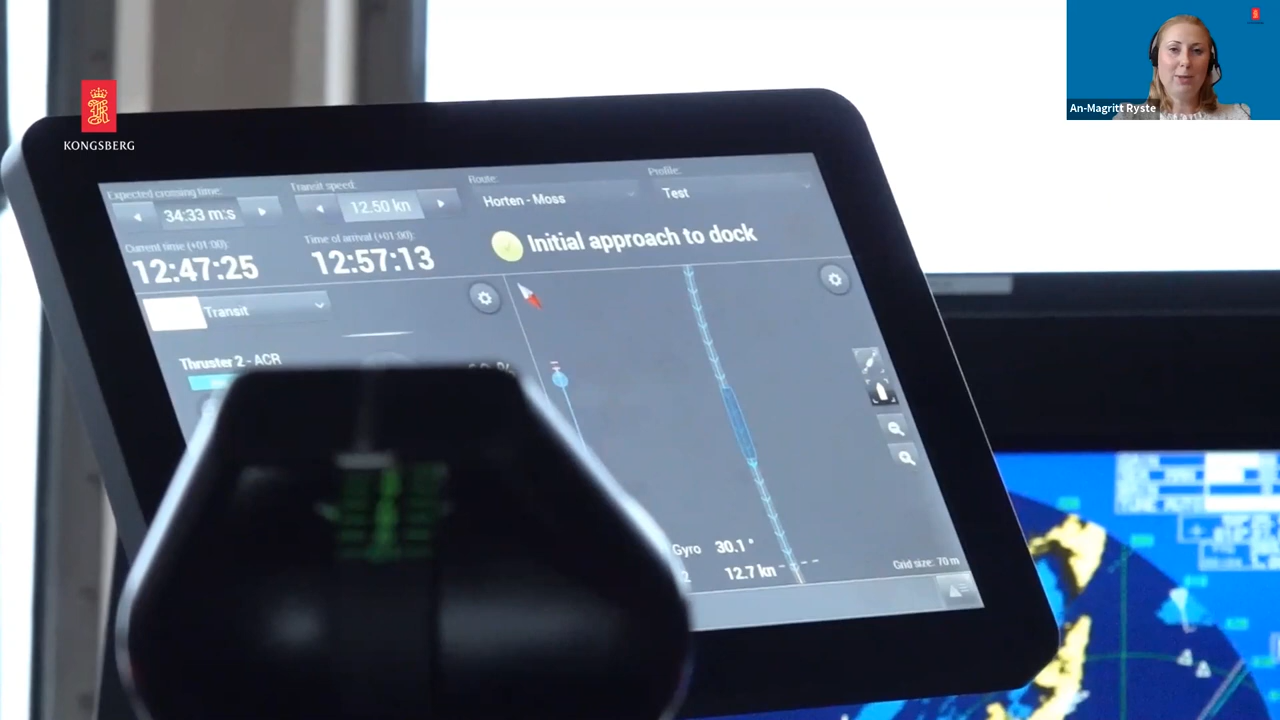 An-Magritt Ryste
KONGSBERG
Expected crossing time:
34:33 m:s
Transit speed:
12.50 kn
Route:
Horten - Moss
Profile:
Test
Current time (+01:00):
12:47:25
Time of arrival (+01:00):
12:57:13
Initial approach to dock
Transit
Thruster 2 - ACR
Gyro 30.1°
12.7 kn
Grid size: 70 m